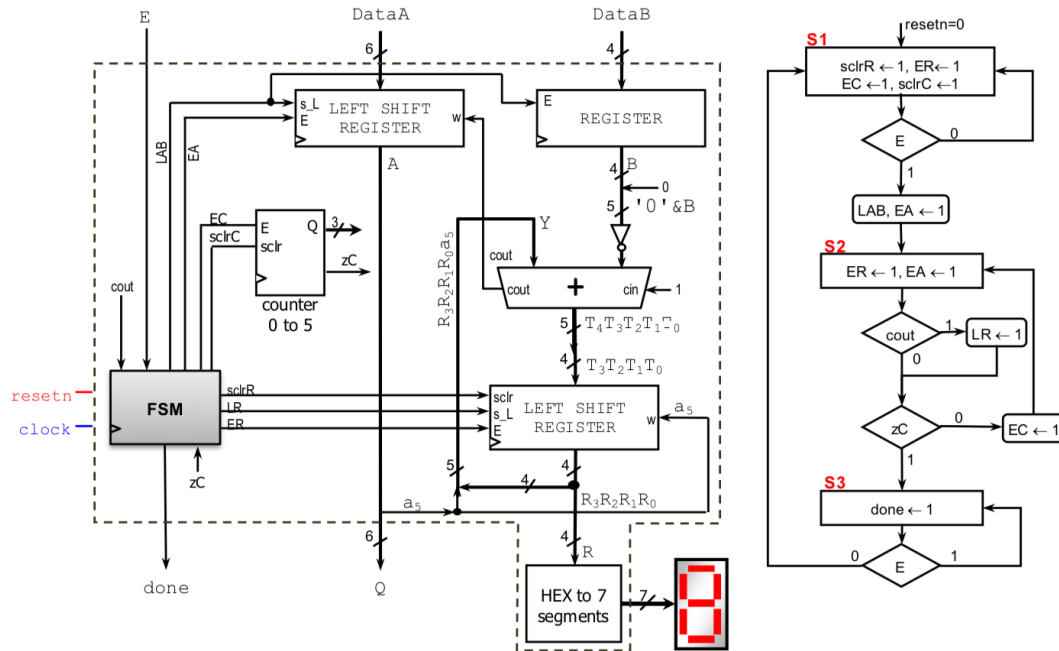 E
DataA
DataB
6
4
s_L
E
LEFT SHIFT
REGISTER
w
E
REGISTER
LAB
EA
A
B
4
0
5
'0'&B
EC
sclrC
E
sclr
Q
3
zC
counter
0 to 5
Y
R3R2R1R0a5
cout
cout
+
cin
1
5
T4T3T2T1
4
T3T2T1T0
cout
resetn
clock
FSM
zC
sclrR
LR
ER
sclr
s_L
E
LEFT SHIFT
REGISTER
w
a5
5
4
4
R3R2R1R0
a5
6
4
R
done
Q
HEX to 7
segments
7
resetn=0
S1
sclrR ← 1, ER← 1
EC ←1, sclrC ←1
E
0
1
LAB, EA ← 1
S2
ER ← 1, EA ← 1
cout
1
LR ← 1
0
zC
0
EC ← 1
1
S3
done ← 1
0
E
1